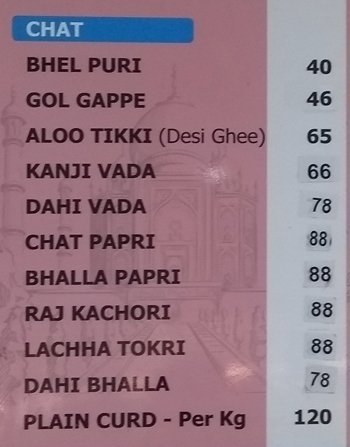 CHAT
BHEL PURI 40
GOL GAPPE 46
ALOO TIKKI (Desi Ghee) 65
KANJI VADA 66
DAHI VADA 78
CHAT PAPRI 88
BHALLA PAPRI 88
RAJ KACHORI 88
LACHHA TOKRI 88
DAHI BHALLA 78
PLAIN CURD - Per Kg 120